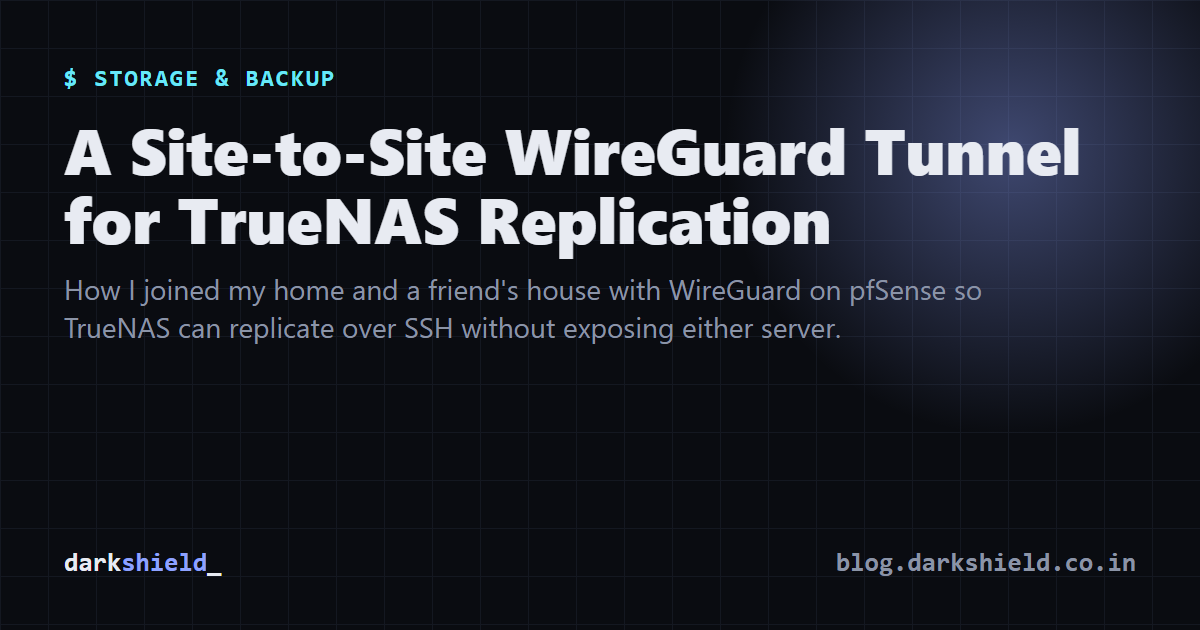 $ STORAGE & BACKUP
A Site-to-Site WireGuard Tunnel
for TrueNAS Replication
How I joined my home and a friend's house with WireGuard on pfSense so
TrueNAS can replicate over SSH without exposing either server.
darkshield_
blog.darkshield.co.in